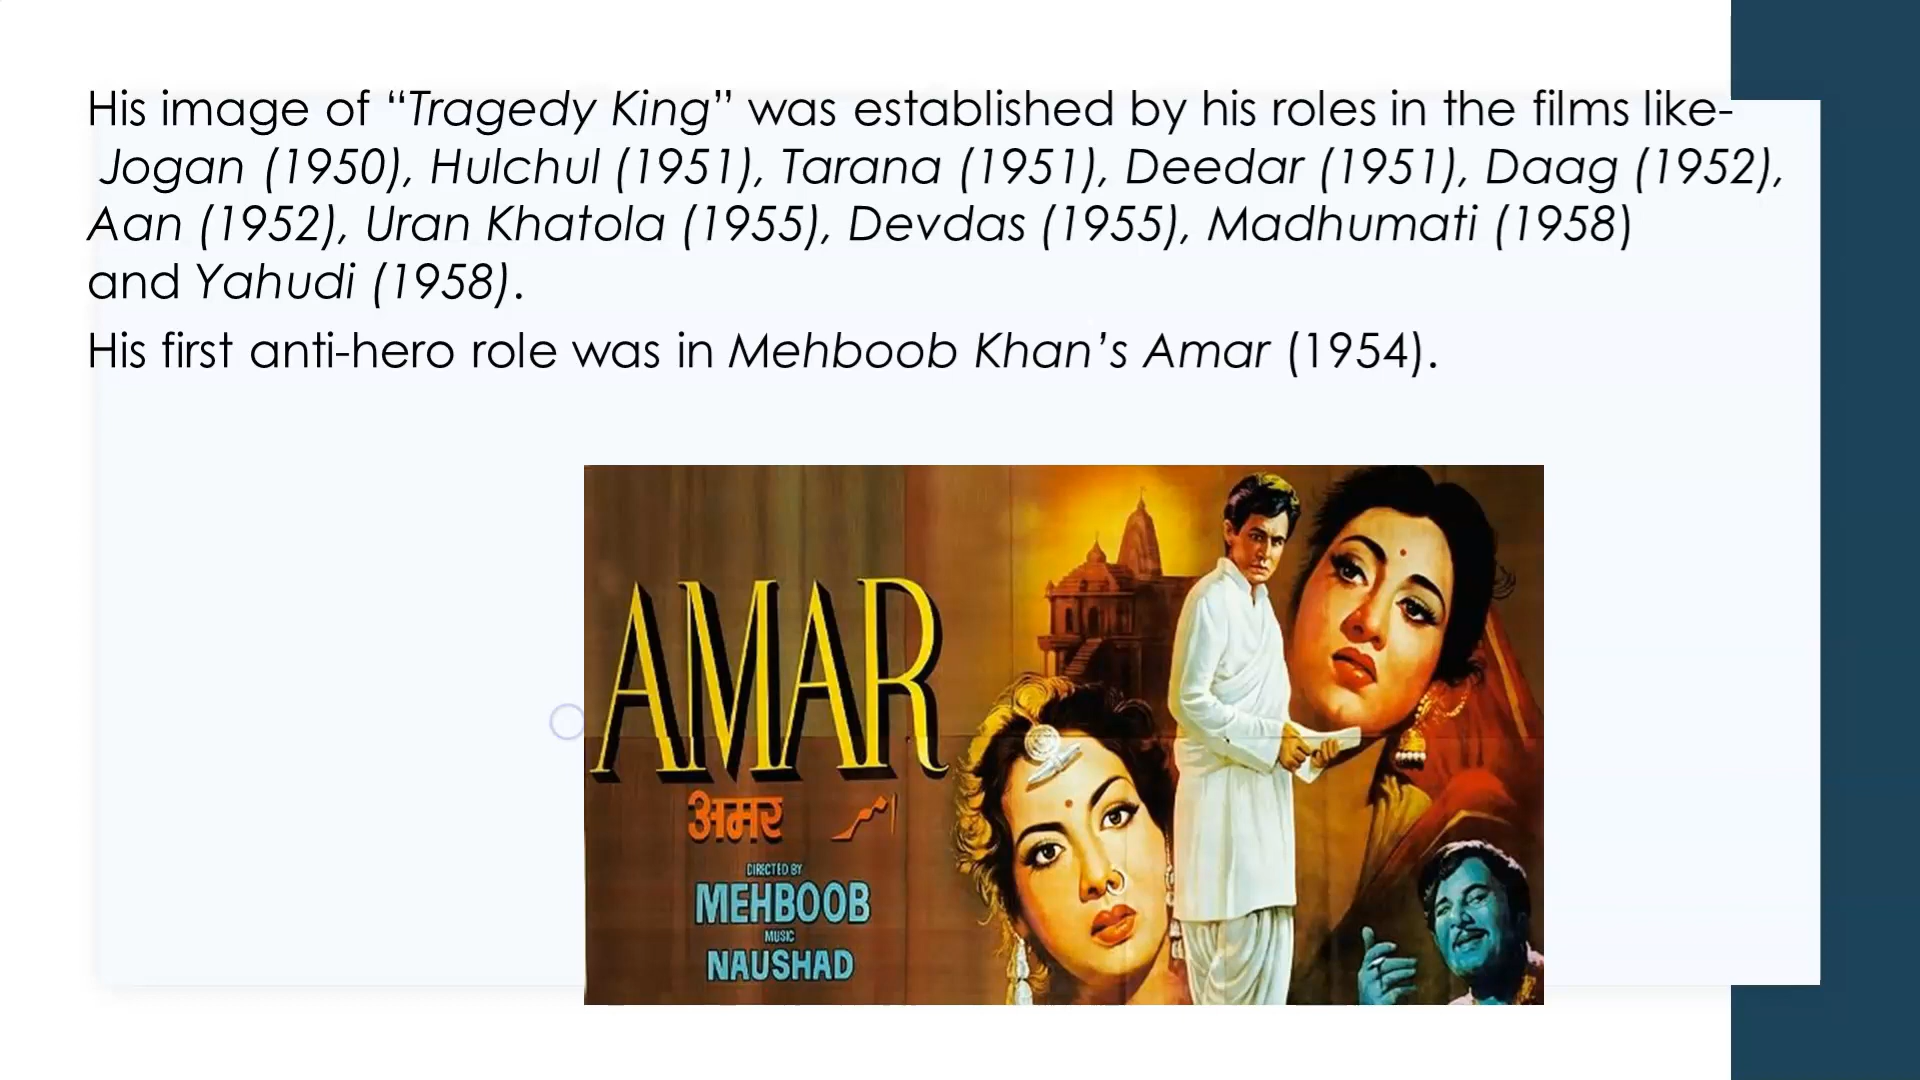 His image of “Tragedy King” was established by his roles in the films like-
Jogan (1950), Hulchul (1951), Tarana (1951), Deedar (1951), Daag (1952),
Aan (1952), Uran Khatola (1955), Devdas (1955), Madhumati (1958)
and Yahudi (1958).
His first anti-hero role was in Mehboob Khan’s Amar (1954).
AMAR
अमर امر
DIRECTED BY
MEHBOOB
MUSIC
NAUSHAD